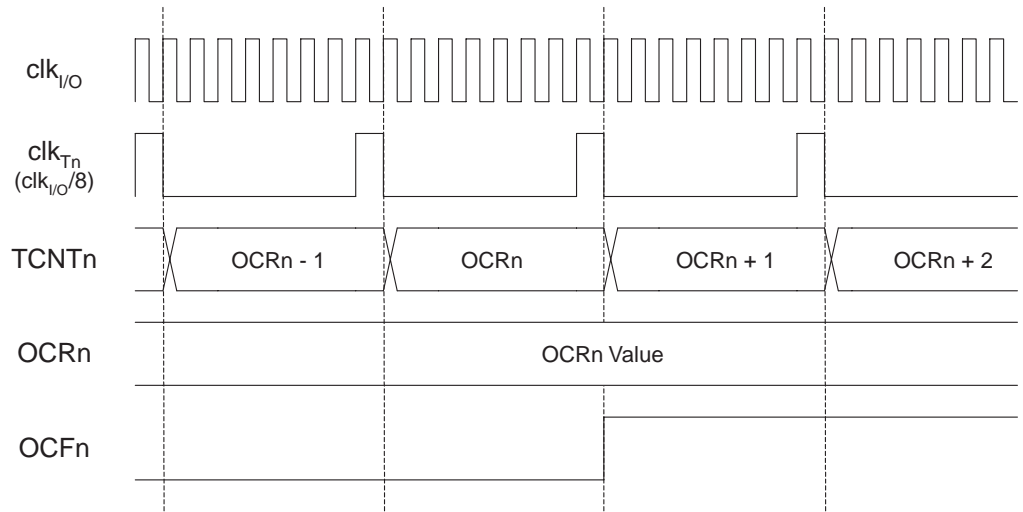 clkI/O
clkTn
(clkI/O/8)
TCNTn
OCRn - 1
OCRn
OCRn + 1
OCRn + 2
OCRn
OCRn Value
OCFn